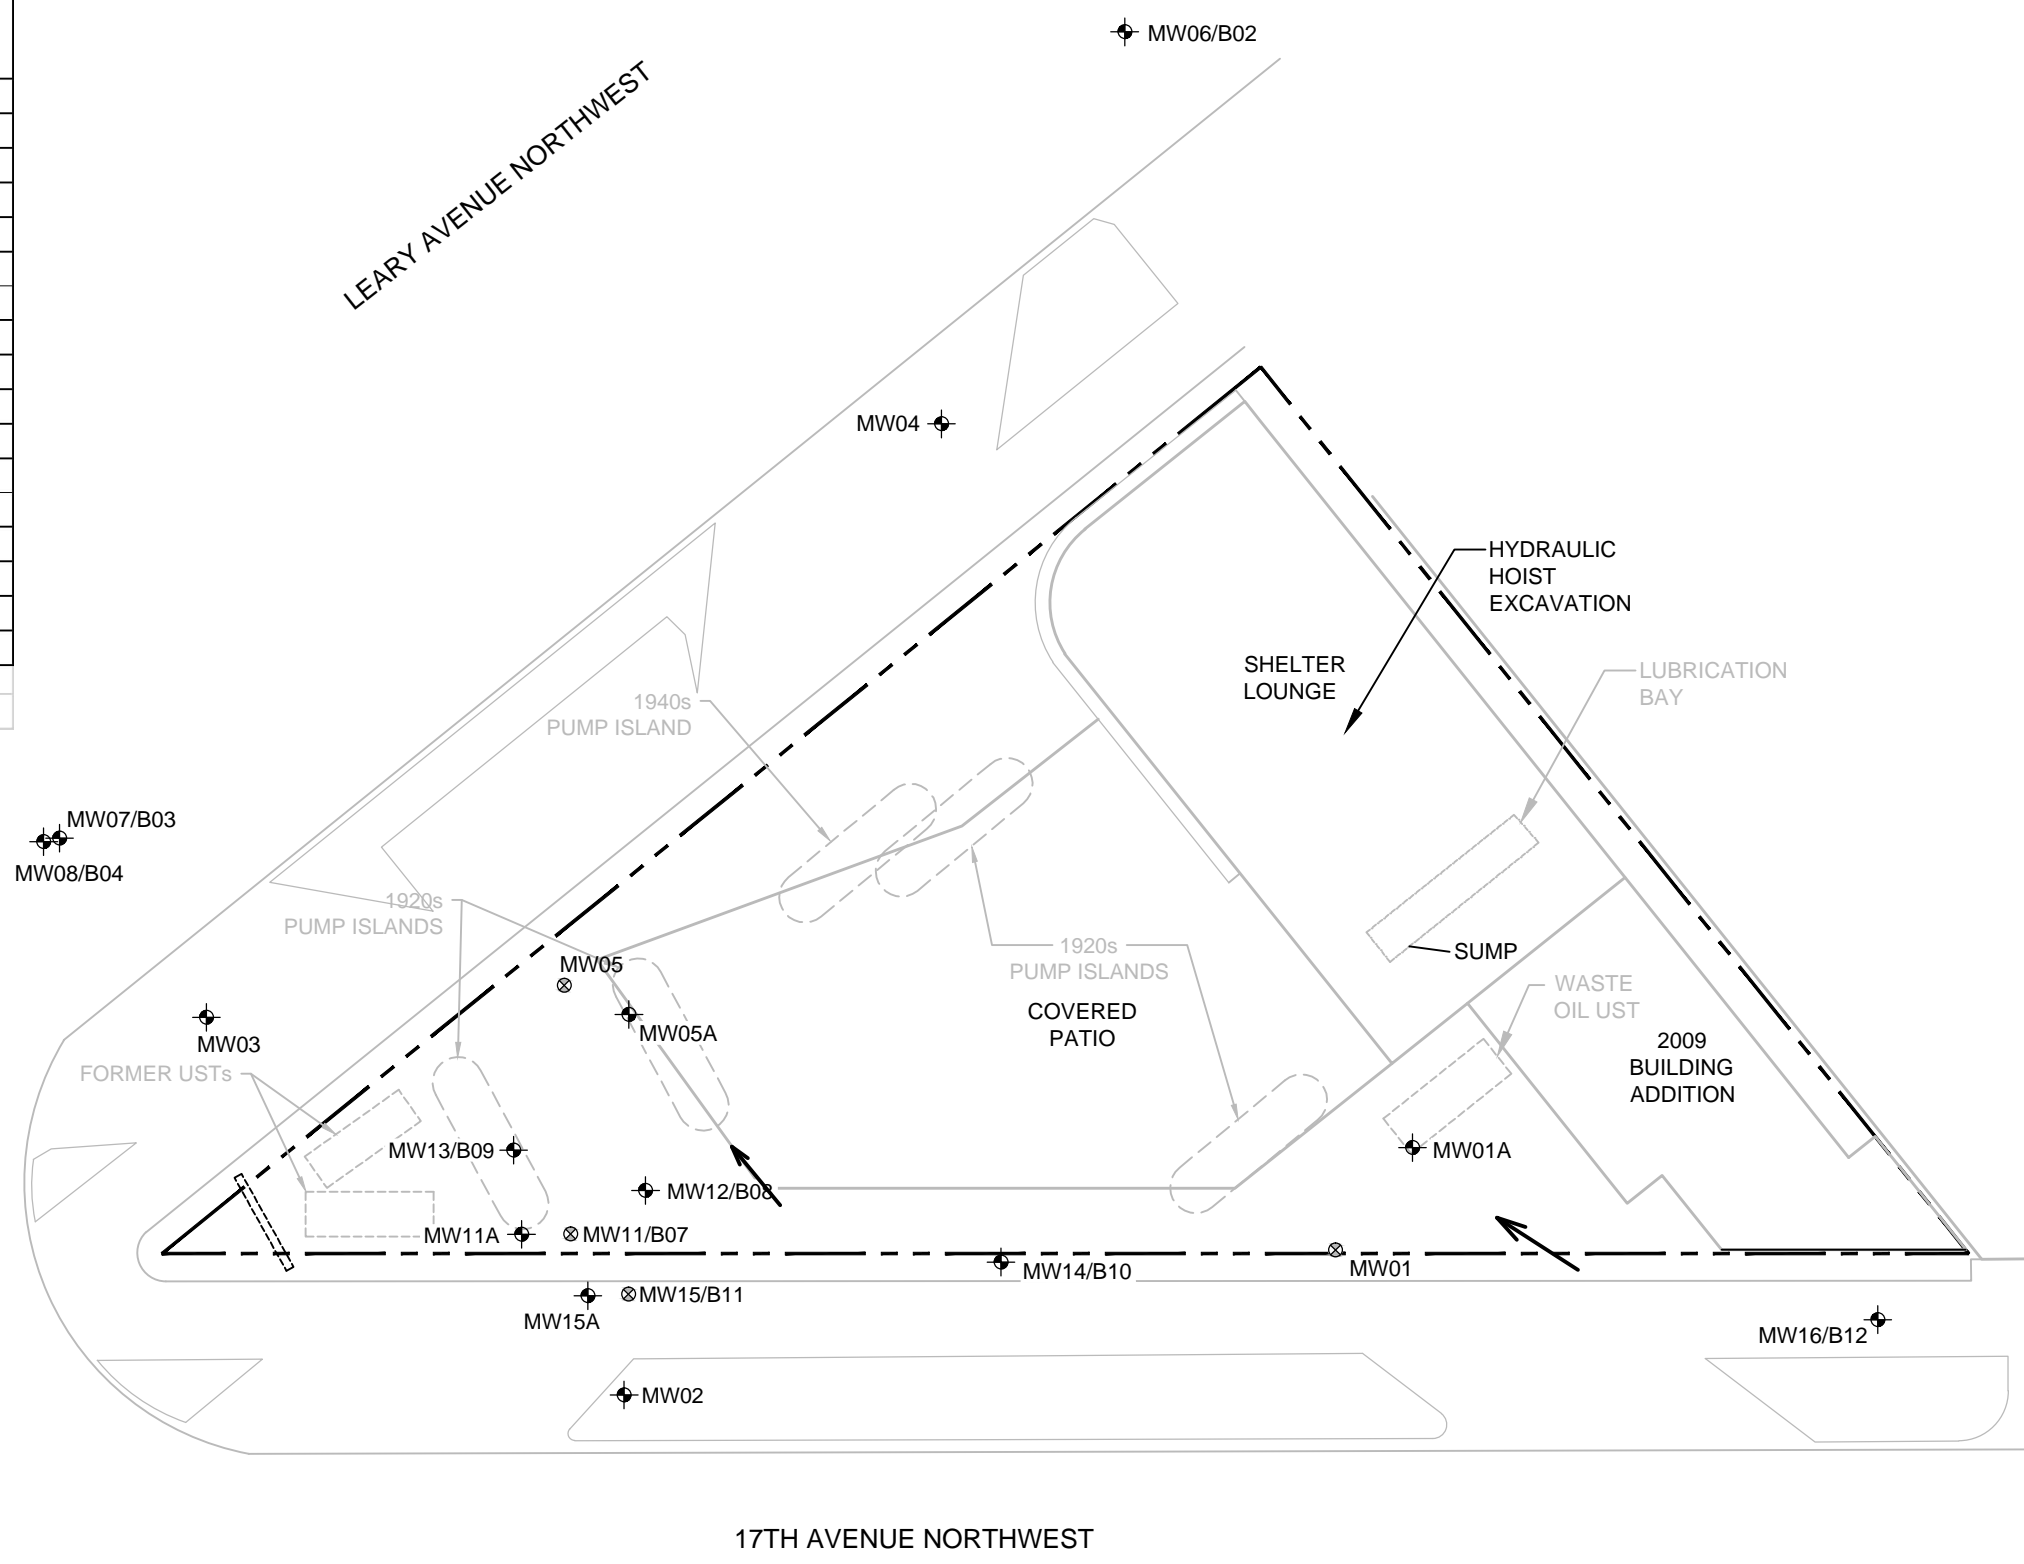 MW06/B02
LEARY AVENUE NORTHWEST
MW04
HYDRAULIC
HOIST
EXCAVATION
SHELTER
LOUNGE
LUBRICATION
BAY
1940s
PUMP ISLAND
MW07/B03
MW08/B04
1920s
PUMP ISLANDS
MW05
1920s
PUMP ISLANDS
SUMP
WASTE
OIL UST
COVERED
PATIO
MW03
MW05A
2009
BUILDING
ADDITION
FORMER USTs
MW13/B09
MW01A
MW12/B08
MW11A
MW11/B07
MW14/B10
MW01
MW15/B11
MW15A
MW16/B12
MW02
17TH AVENUE NORTHWEST